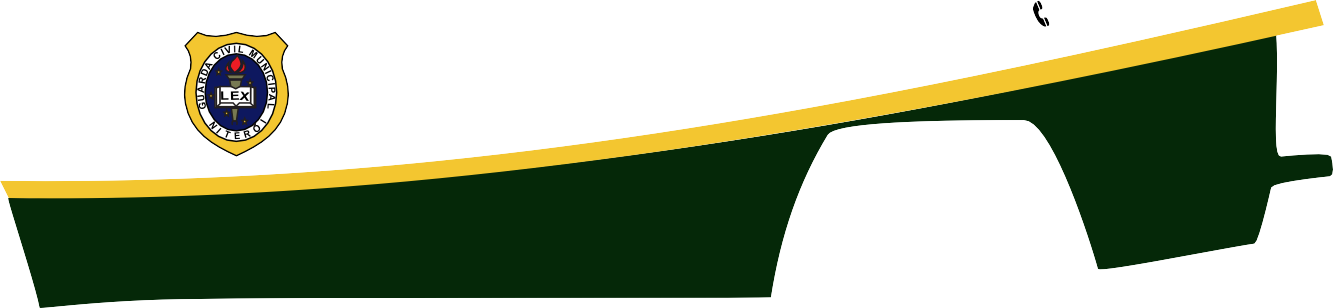 GUARDA CIVIL MUNICIPAL
LEX
NITERÓI